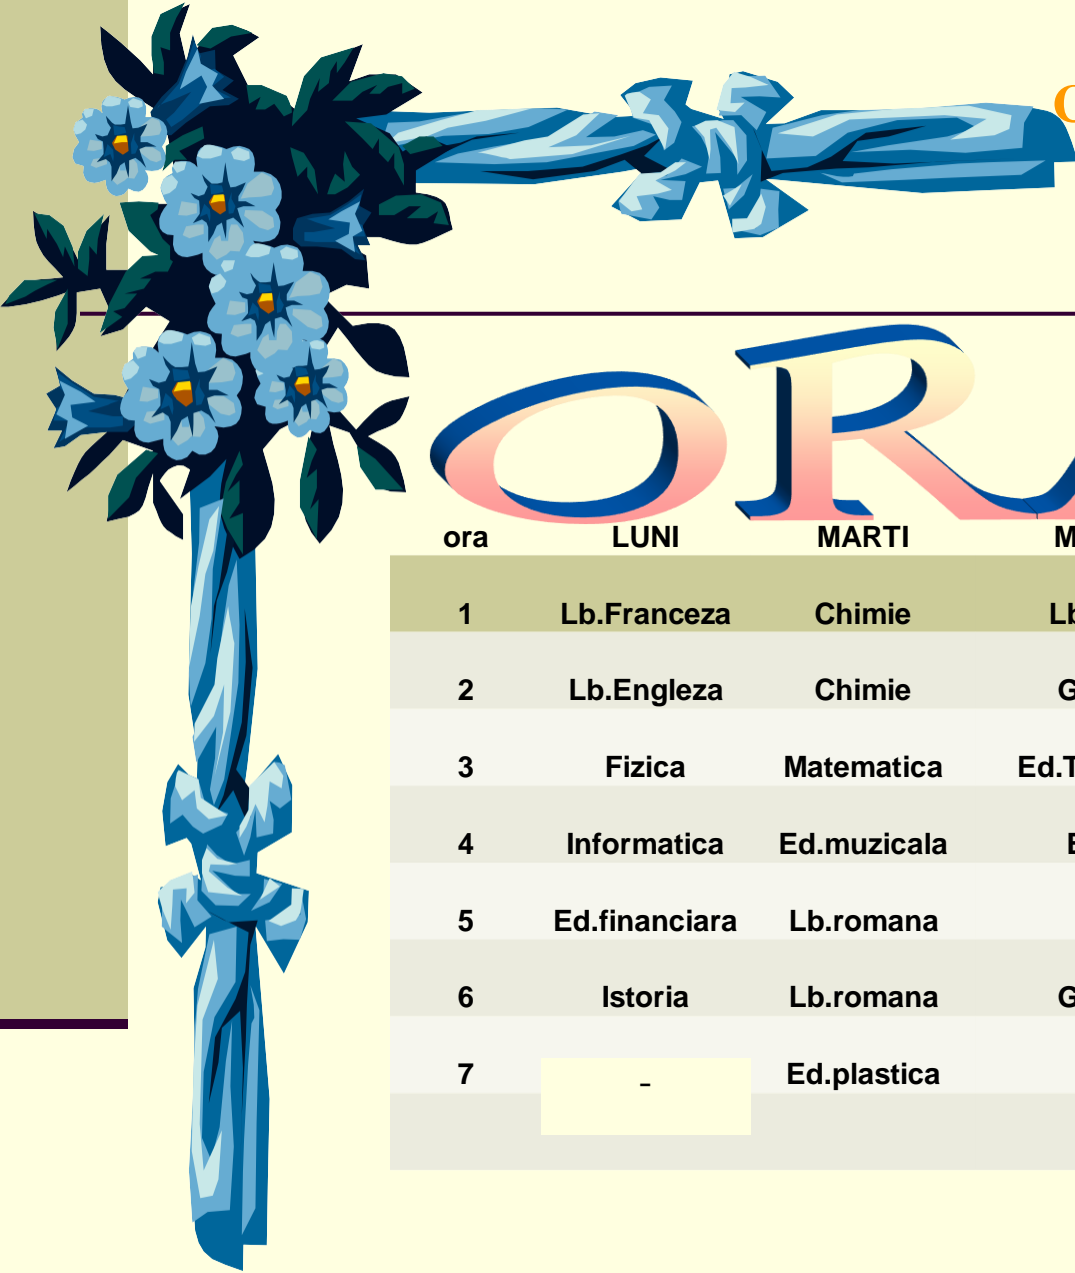 ora LUNI MARTI
1 Lb.Franceza Chimie
2 Lb.Engleza Chimie
3 Fizica Matematica
4 Informatica Ed.muzicala
5 Ed.financiara Lb.romana
6 Istoria Lb.romana
7 - Ed.plastica